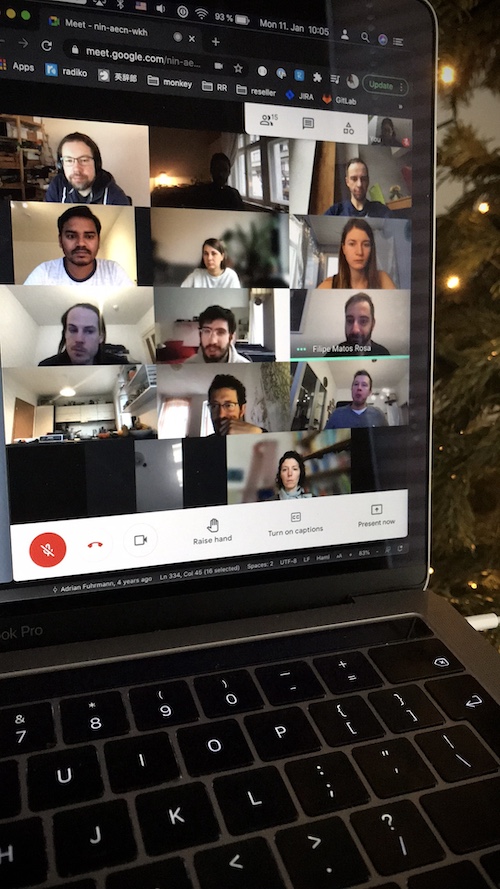 93 %
Mon 11. Jan 10:05
Meet - nin-aecn-wkh
meet.google.com/nin-ae...
Update
Apps
radiko
英辞郎
monkey
RR
reseller
JIRA
GitLab
»
15
You
Filipe Matos Rosa
Raise hand
Turn on captions
Present now
Adrian Fuhrmann, 4 years ago
Ln 334, Col 45 (16 selected)
Spaces: 2
UTF-8
LF
Haml
83%
ook Pro
& 7
* 8
( 9
) 0
_ -
+ =
U
I
O
P
{ [
} ]
| \
H
J
K
L
: ;
" '
<
> .
? /